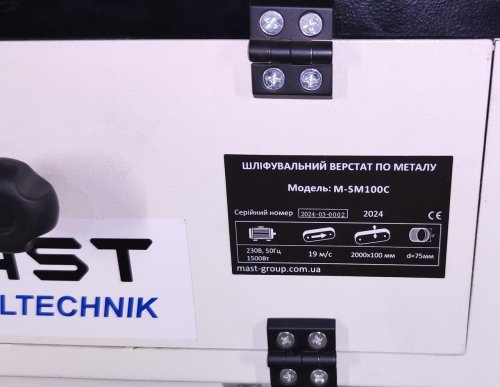 ШЛІФУВАЛЬНИЙ ВЕРСТАТ ПО МЕТАЛУ
Модель: M-SM100C
Серійний номер 2024-03-0002 2024 CE
230В, 50Гц 19 м/с 2000х100 мм d=75мм
1500Вт
mast-group.com.ua
AST
LTECHNIK